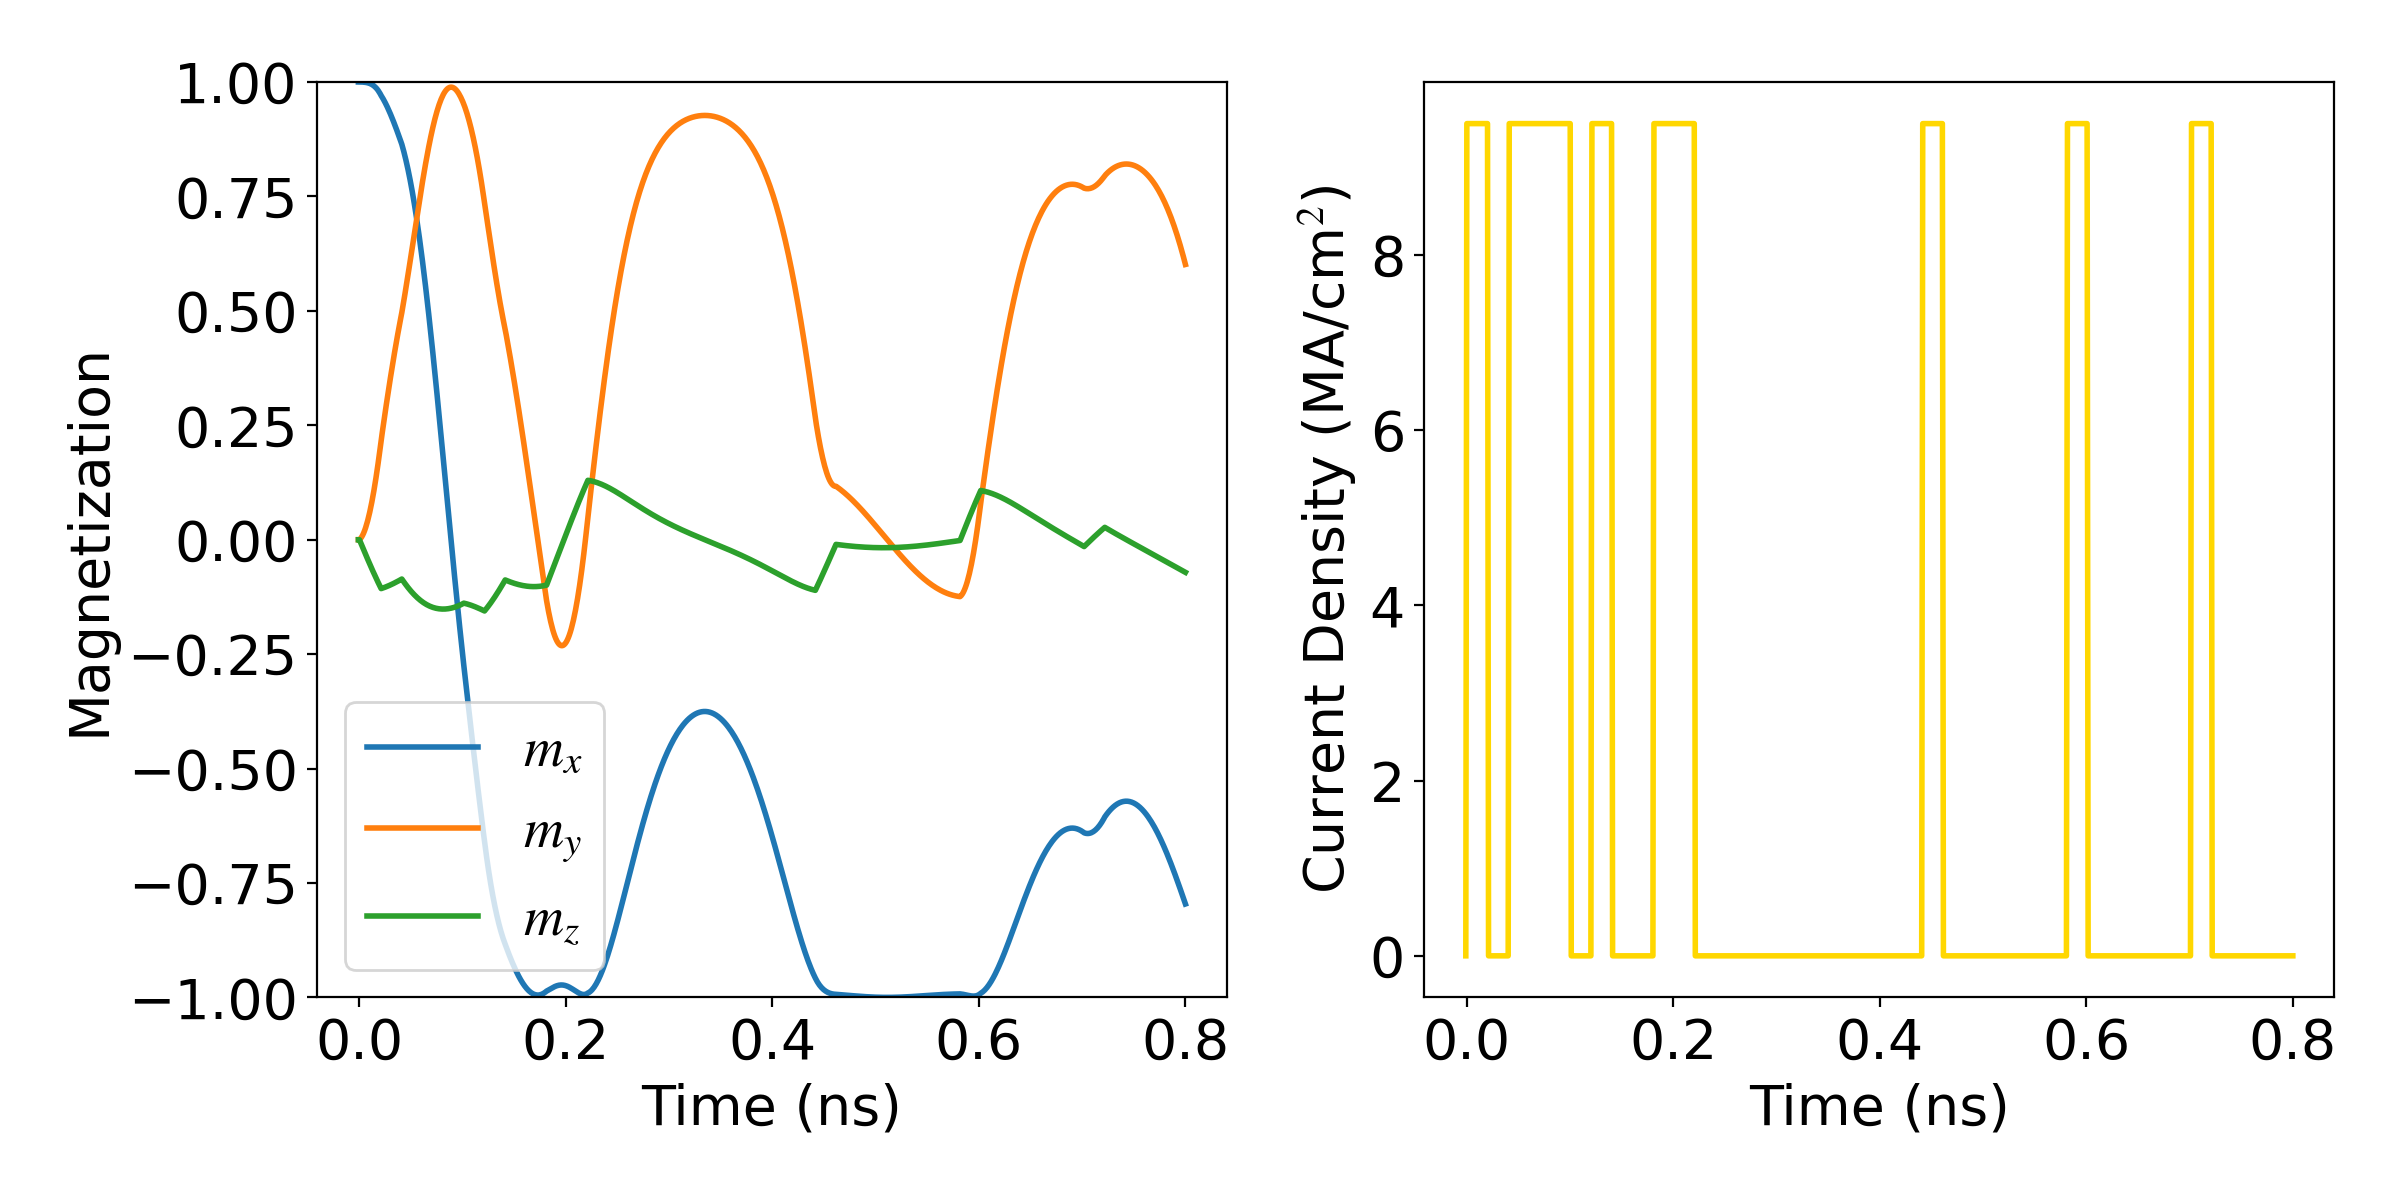 Magnetization
1.00
0.75
0.50
0.25
0.00
−0.25
−0.50
−0.75
−1.00
m_x
m_y
m_z
0.0 0.2 0.4 0.6 0.8
Time (ns)
Current Density (MA/cm²)
8
6
4
2
0
0.0 0.2 0.4 0.6 0.8
Time (ns)